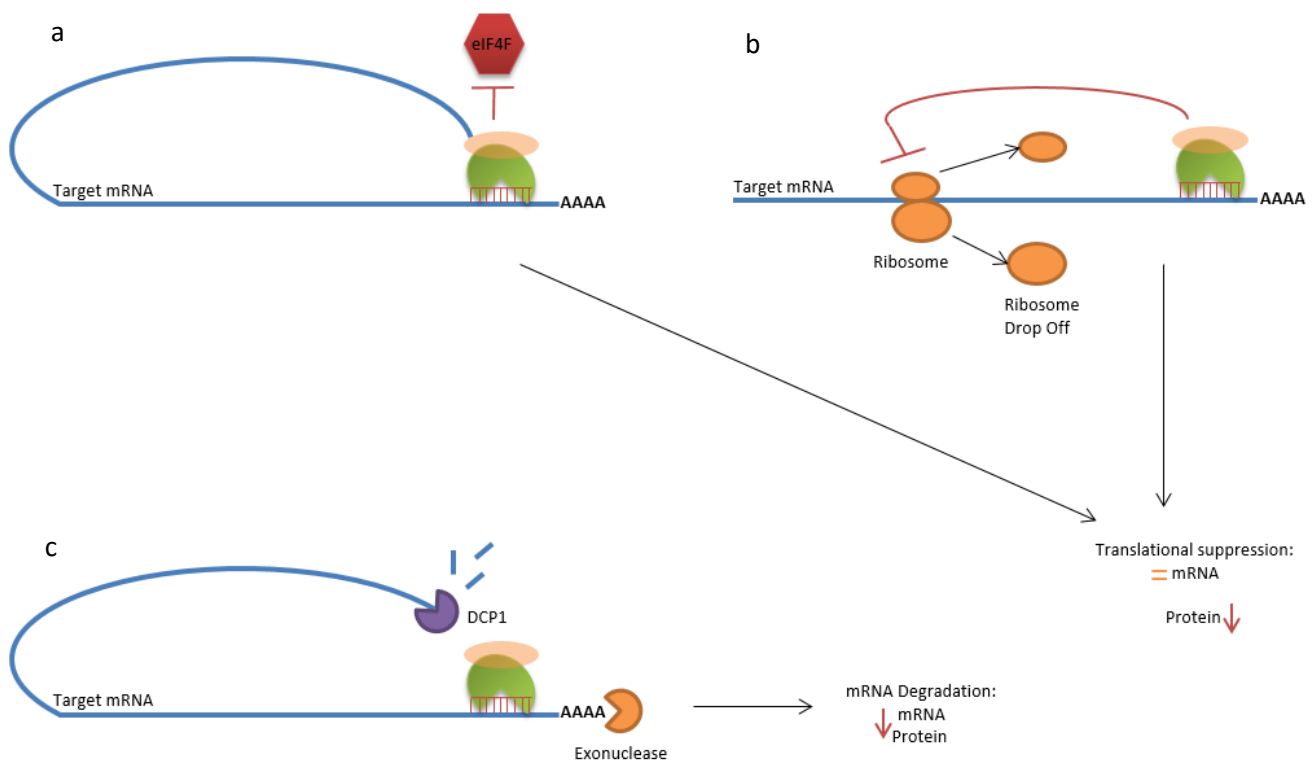 a
eIF4F
Target mRNA
AAAA
b
Target mRNA
AAAA
Ribosome
Ribosome
Drop Off
Translational suppression:
= mRNA
Protein
c
DCP1
Target mRNA
AAAA
Exonuclease
mRNA Degradation:
mRNA
Protein